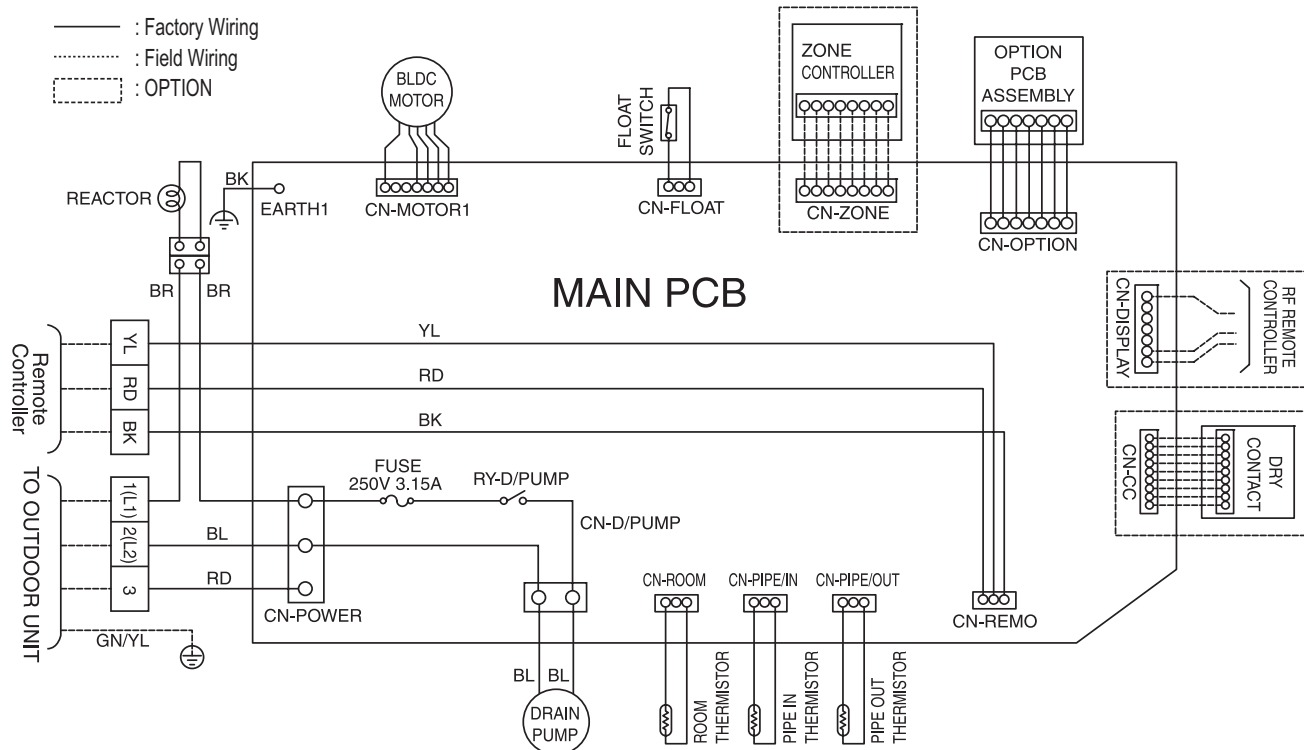 : Factory Wiring
: Field Wiring
: OPTION
BLDC
MOTOR
CN-MOTOR1
FLOAT
SWITCH
CN-FLOAT
ZONE
CONTROLLER
CN-ZONE
OPTION
PCB
ASSEMBLY
CN-OPTION
REACTOR
BK
EARTH1
BR
BR
MAIN PCB
CN-DISPLAY
RF REMOTE
CONTROLLER
CN-CC
DRY
CONTACT
Remote
Controller
YL
RD
BK
YL
RD
BK
TO OUTDOOR UNIT
1(L1)
2(L2)
3
BL
RD
GN/YL
CN-POWER
FUSE
250V 3.15A
RY-D/PUMP
CN-D/PUMP
BL
BL
DRAIN
PUMP
CN-ROOM
CN-PIPE/IN
CN-PIPE/OUT
ROOM
THERMISTOR
PIPE IN
THERMISTOR
PIPE OUT
THERMISTOR
CN-REMO